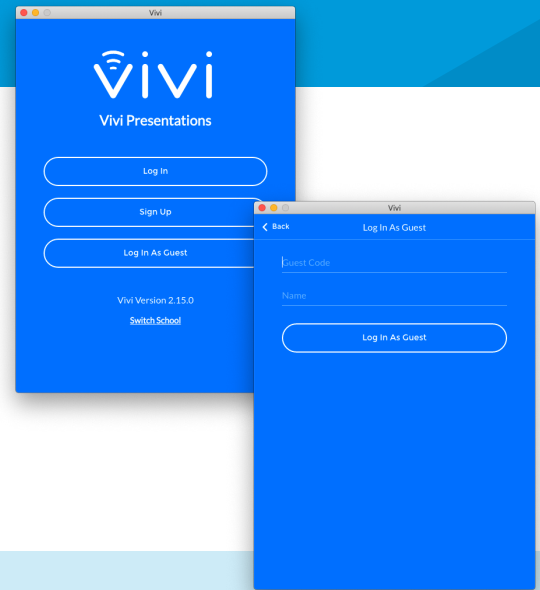 Vivi
vivi
Vivi Presentations
Log In
Sign Up
Log In As Guest
Vivi Version 2.15.0
Switch School
Vivi
Back
Log In As Guest
Guest Code
Name
Log In As Guest